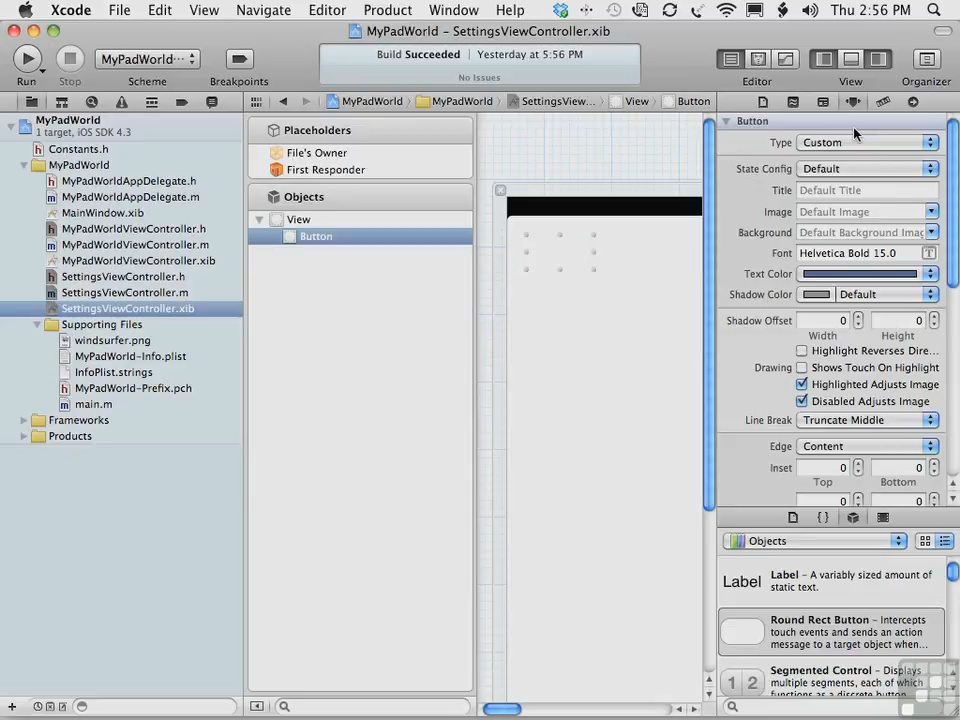 Xcode File Edit View Navigate Editor Product Window Settings Help Thu 2:56 PM
MyPadWorld – SettingsViewController.xib
MyPadWorld··· Build Succeeded Yesterday at 5:56 PM
No Issues
Run Stop Scheme Breakpoints Editor View Organizer
MyPadWorld MyPadWorld SettingsView... View Button
MyPadWorld
1 target, iOS SDK 4.3
Constants.h
MyPadWorld
MyPadWorldAppDelegate.h
MyPadWorldAppDelegate.m
MainWindow.xib
MyPadWorldViewController.h
MyPadWorldViewController.m
MyPadWorldViewController.xib
SettingsViewController.h
SettingsViewController.m
SettingsViewController.xib
Supporting Files
windsurfer.png
MyPadWorld-Info.plist
InfoPlist.strings
MyPadWorld-Prefix.pch
main.m
Frameworks
Products
Placeholders
File's Owner
First Responder
Objects
View
Button
Button
Type Custom
State Config Default
Title Default Title
Image Default Image
Background Default Background Imag
Font Helvetica Bold 15.0 T
Text Color
Shadow Color Default
Shadow Offset 0 0
Width Height
Highlight Reverses Dire...
Drawing Shows Touch On Highlight
Highlighted Adjusts Image
Disabled Adjusts Image
Line Break Truncate Middle
Edge Content
Inset 0 0
Top Bottom
0 0
{ }
Objects
Label Label – A variably sized amount of
static text.
Round Rect Button – Intercepts
touch events and sends an action
message to a target object when...
1 2 Segmented Control – Displays
multiple segments, each of which
functions as a discrete button.